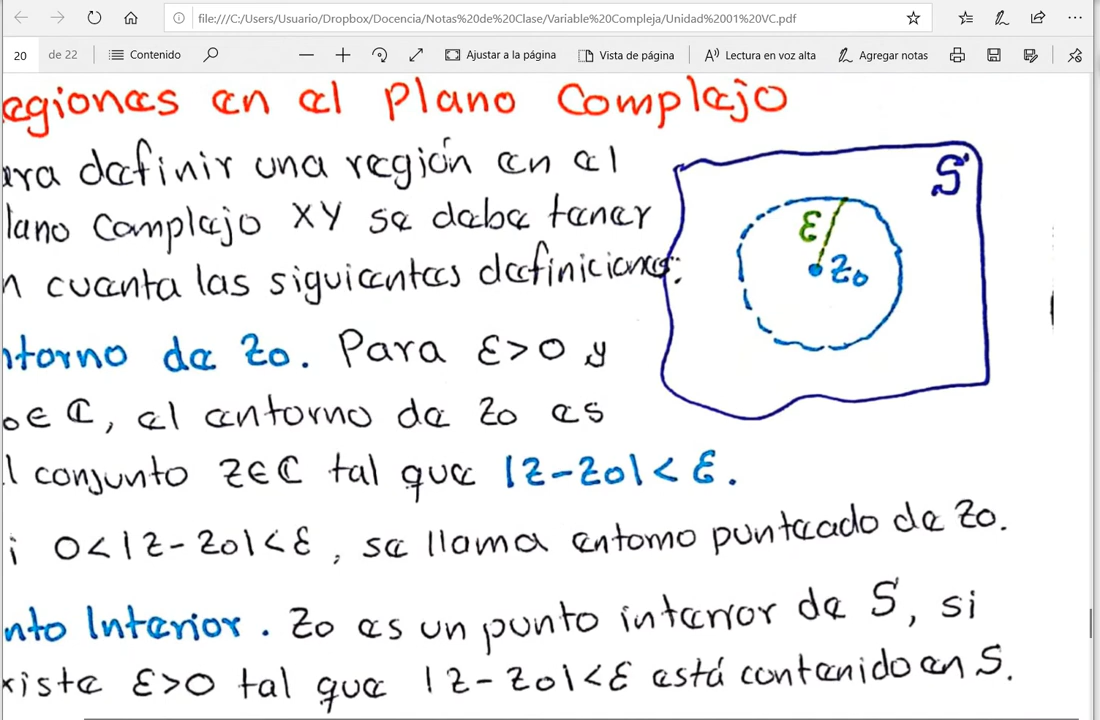 file:///C:/Users/Usuario/Dropbox/Docencia/Notas%20de%20Clase/Variable%20Compleja/Unidad%2001%20VC.pdf
20 de 22 Contenido Ajustar a la página Vista de página Lectura en voz alta Agregar notas
egiones en el Plano Complejo
ara definir una región en el
lano Complejo XY se debe tener
n cuenta las siguientes definiciones:
S
ε
Z0
ntorno de Z0. Para ε>0 y
0∈ℂ, el entorno de Z0 es
l conjunto Z∈ℂ tal que |Z-Z0|<ε.
i 0<|Z-Z0|<ε, se llama entorno punteado de Z0.
nto Interior. Z0 es un punto interior de S, si
xiste ε>0 tal que |Z-Z0|<ε está contenido en S.